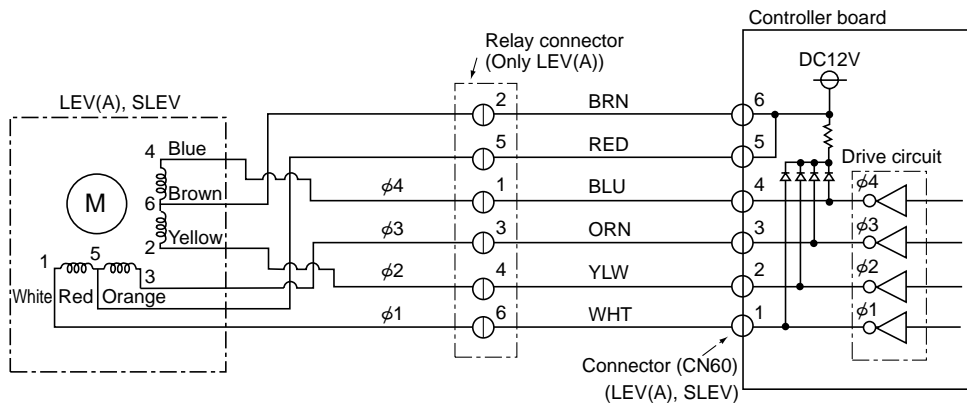 Controller board
Relay connector
(Only LEV(A))
DC12V
LEV(A), SLEV
2 BRN 6
5 RED 5
4 Blue
Drive circuit
ϕ4 1 BLU 4 ϕ4
M
6 Brown
ϕ3 3 ORN 3 ϕ3
2 Yellow
ϕ2 4 YLW 2 ϕ2
1 5 3
White Red Orange
ϕ1 6 WHT 1 ϕ1
Connector (CN60)
(LEV(A), SLEV)